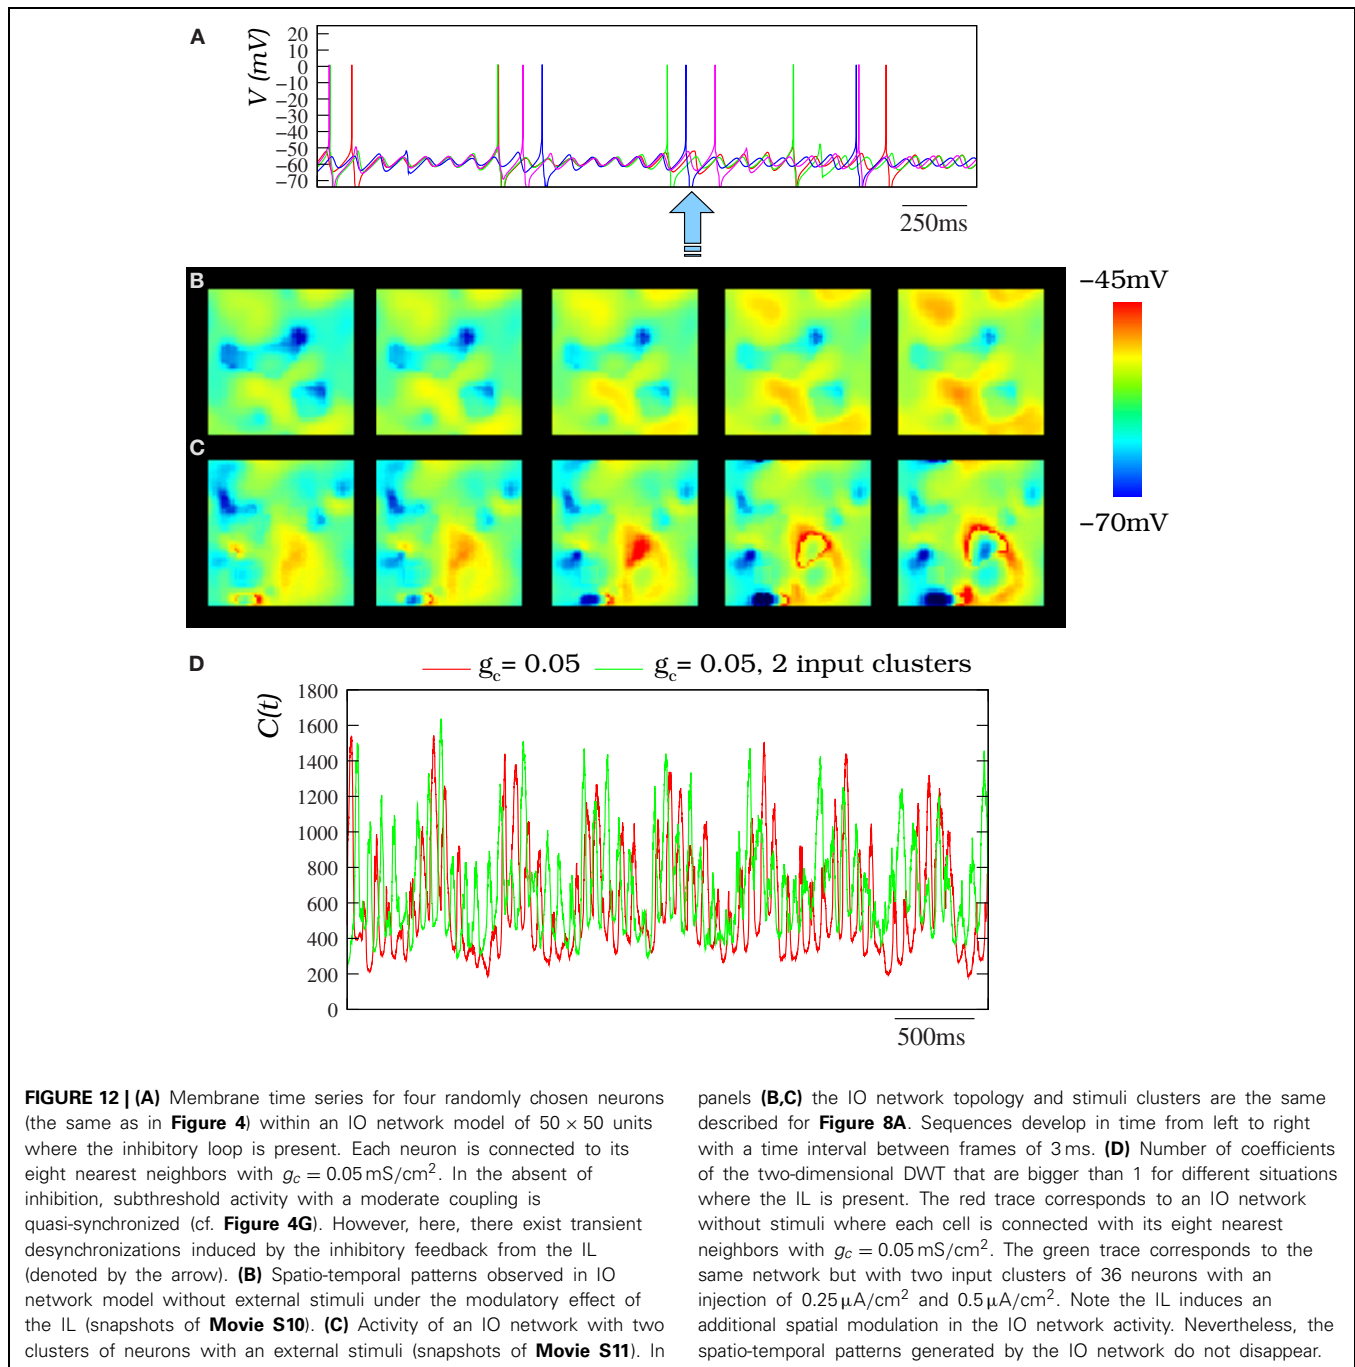 A
V (mV)
20
10
0
−10
−20
−30
−40
−50
−60
−70
250ms
B
−45mV
C
−70mV
D
g_c= 0.05
g_c= 0.05, 2 input clusters
C(t)
1800
1600
1400
1200
1000
800
600
400
200
0
500ms
FIGURE 12 | (A) Membrane time series for four randomly chosen neurons
(the same as in Figure 4) within an IO network model of 50 × 50 units
where the inhibitory loop is present. Each neuron is connected to its
eight nearest neighbors with g_c = 0.05 mS/cm². In the absent of
inhibition, subthreshold activity with a moderate coupling is
quasi-synchronized (cf. Figure 4G). However, here, there exist transient
desynchronizations induced by the inhibitory feedback from the IL
(denoted by the arrow). (B) Spatio-temporal patterns observed in IO
network model without external stimuli under the modulatory effect of
the IL (snapshots of Movie S10). (C) Activity of an IO network with two
clusters of neurons with an external stimuli (snapshots of Movie S11). In
panels (B,C) the IO network topology and stimuli clusters are the same
described for Figure 8A. Sequences develop in time from left to right
with a time interval between frames of 3 ms. (D) Number of coefficients
of the two-dimensional DWT that are bigger than 1 for different situations
where the IL is present. The red trace corresponds to an IO network
without stimuli where each cell is connected with its eight nearest
neighbors with g_c = 0.05 mS/cm². The green trace corresponds to the
same network but with two input clusters of 36 neurons with an
injection of 0.25 μA/cm² and 0.5 μA/cm². Note the IL induces an
additional spatial modulation in the IO network activity. Nevertheless, the
spatio-temporal patterns generated by the IO network do not disappear.